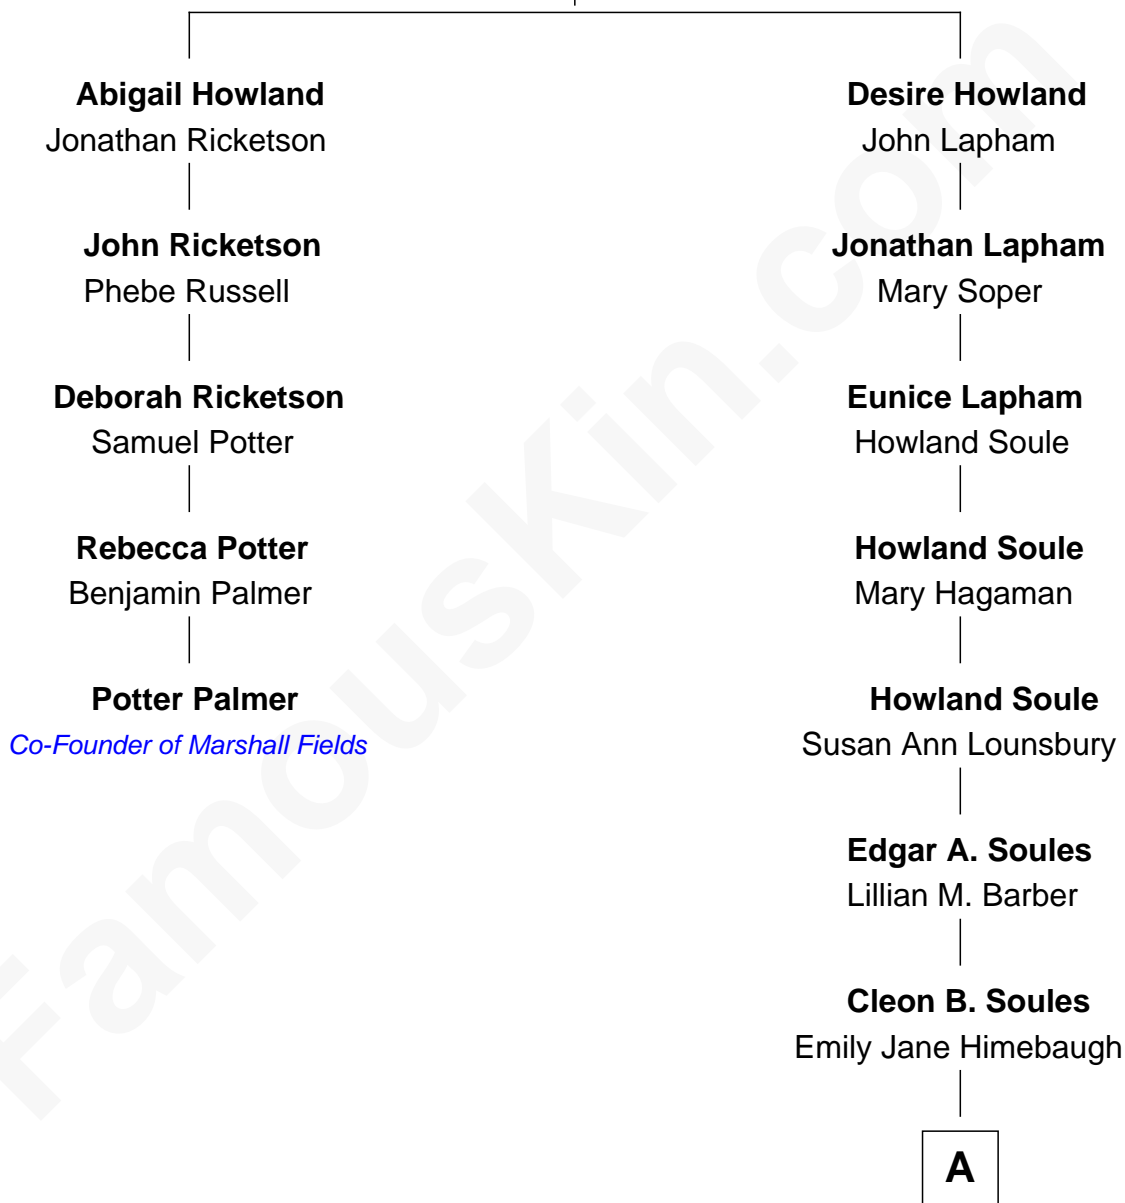 Abigail Howland
Jonathan Ricketson
John Ricketson
Phebe Russell
Deborah Ricketson
Samuel Potter
Rebecca Potter
Benjamin Palmer
Potter Palmer
Co-Founder of Marshall Fields
Desire Howland
John Lapham
Jonathan Lapham
Mary Soper
Eunice Lapham
Howland Soule
Howland Soule
Mary Hagaman
Howland Soule
Susan Ann Lounsbury
Edgar A. Soules
Lillian M. Barber
Cleon B. Soules
Emily Jane Himebaugh
A
FamousKin.com